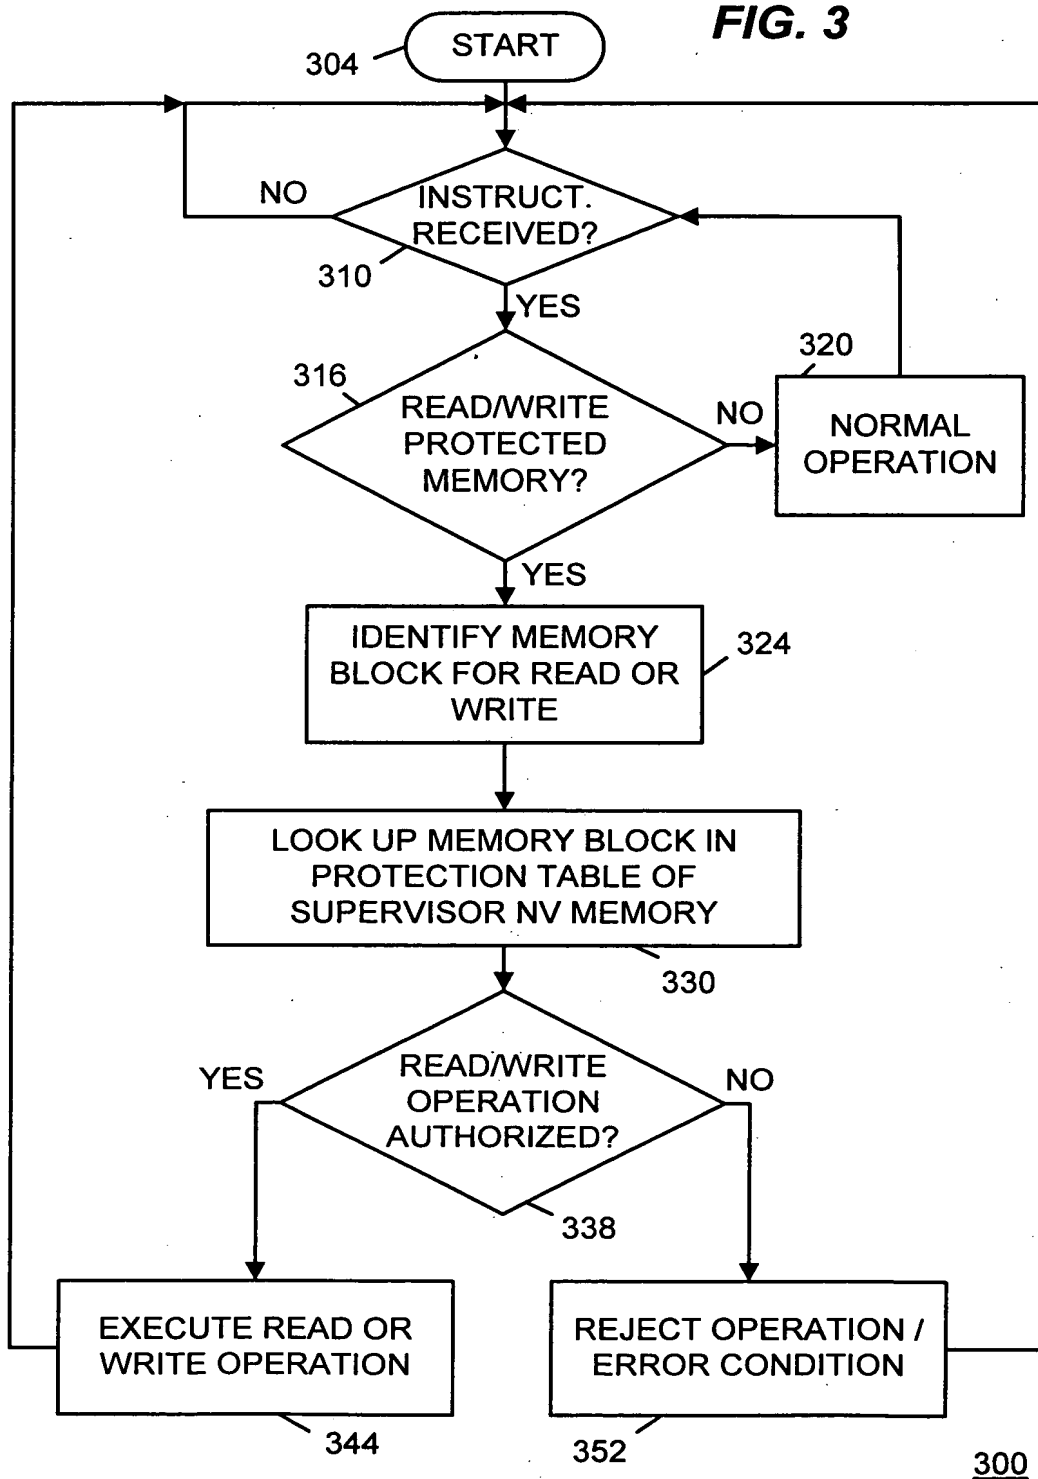 FIG. 3
START
304
NO
INSTRUCT.
RECEIVED?
310
YES
316
320
READ/WRITE
PROTECTED
MEMORY?
NO
NORMAL
OPERATION
YES
IDENTIFY MEMORY
BLOCK FOR READ OR
WRITE
324
LOOK UP MEMORY BLOCK IN
PROTECTION TABLE OF
SUPERVISOR NV MEMORY
330
YES
READ/WRITE
OPERATION
AUTHORIZED?
NO
338
EXECUTE READ OR
WRITE OPERATION
REJECT OPERATION /
ERROR CONDITION
344
352
300